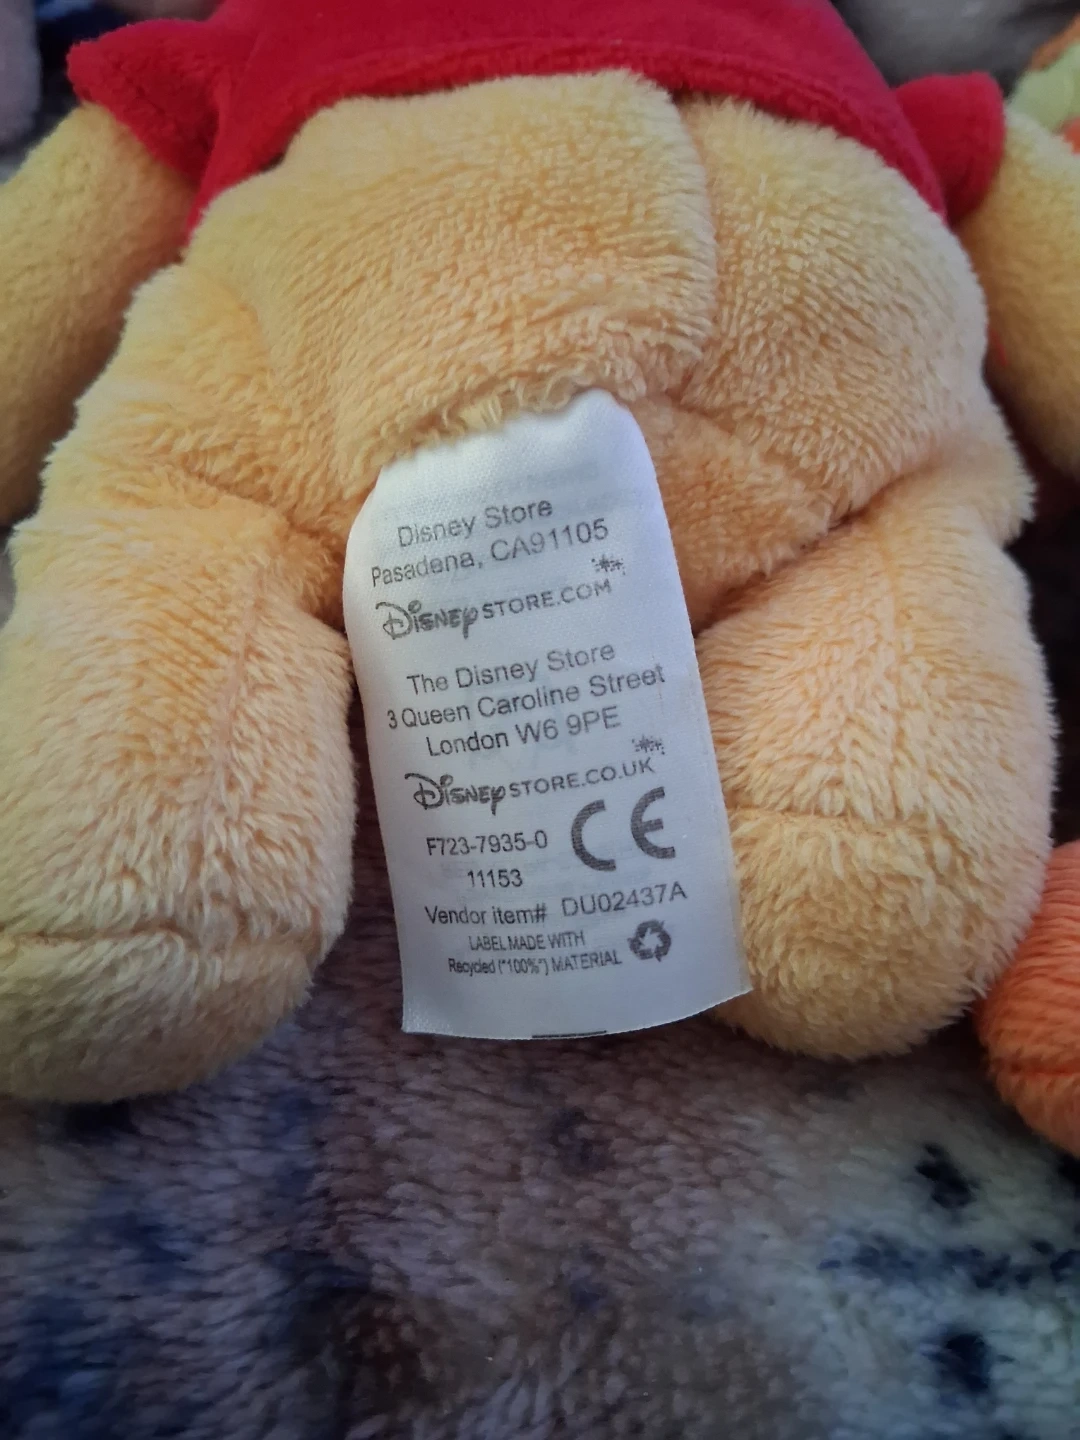 Disney Store
Pasadena, CA91105
DISNEYSTORE.COM
The Disney Store
3 Queen Caroline Street
London W6 9PE
DISNEYSTORE.CO.UK
F723-7935-0
CE
11153
Vendor item# DU02437A
LABEL MADE WITH
Recycled ("100%") MATERIAL